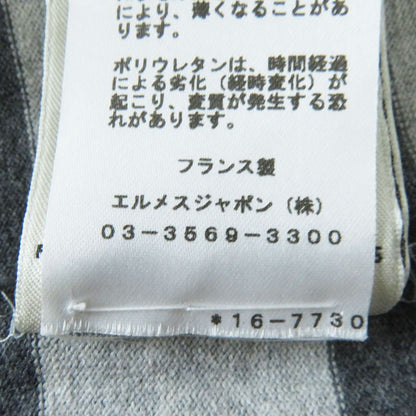 により、薄くなることがあ
ります。
ポリウレタンは、時間経過
による劣化（経時変化）が
起こり、変質が発生する恐
れがあります。
フランス製
エルメスジャポン（株）
03-3569-3300
*16-7730